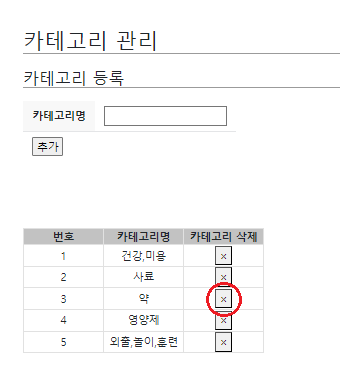 카테고리 관리
카테고리 등록
카테고리명
추가
번호 카테고리명 카테고리 삭제
1 건강,미용 ×
2 사료 ×
3 약 ×
4 영양제 ×
5 외출,놀이,훈련 ×